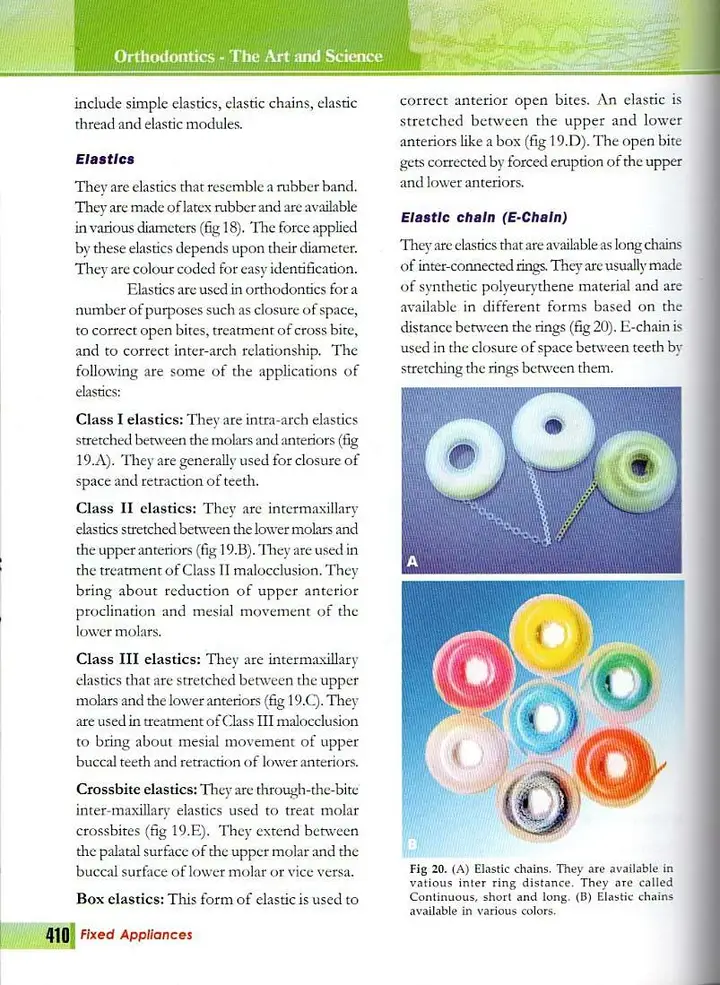 Orthodontics - The Art and Science
include simple elastics, elastic chains, elastic
thread and elastic modules.
Elastics
They are elastics that resemble a rubber band.
They are made of latex rubber and are available
in various diameters (fig 18). The force applied
by these elastics depends upon their diameter.
They are colour coded for easy identification.
Elastics are used in orthodontics for a
number of purposes such as closure of space,
to correct open bites, treatment of cross bite,
and to correct inter-arch relationship. The
following are some of the applications of
elastics:
Class I elastics: They are intra-arch elastics
stretched between the molars and anteriors (fig
19.A). They are generally used for closure of
space and retraction of teeth.
Class II elastics: They are intermaxillary
elastics stretched between the lower molars and
the upper anteriors (fig 19.B). They are used in
the treatment of Class II malocclusion. They
bring about reduction of upper anterior
proclination and mesial movement of the
lower molars.
Class III elastics: They are intermaxillary
elastics that are stretched between the upper
molars and the lower anteriors (fig 19.C). They
are used in treatment of Class III malocclusion
to bring about mesial movement of upper
buccal teeth and retraction of lower anteriors.
Crossbite elastics: They are through-the-bite
inter-maxillary elastics used to treat molar
crossbites (fig 19.E). They extend between
the palatal surface of the upper molar and the
buccal surface of lower molar or vice versa.
Box elastics: This form of elastic is used to
correct anterior open bites. An elastic is
stretched between the upper and lower
anteriors like a box (fig 19.D). The open bite
gets corrected by forced eruption of the upper
and lower anteriors.
Elastic chain (E-Chain)
They are elastics that are available as long chains
of inter-connected rings. They are usually made
of synthetic polyeurythene material and are
available in different forms based on the
distance between the rings (fig 20). E-chain is
used in the closure of space between teeth by
stretching the rings between them.
A
B
Fig 20. (A) Elastic chains. They are available in
vatious inter ring distance. They are called
Continuous, short and long. (B) Elastic chains
available in various colors.
410 Fixed Appliances